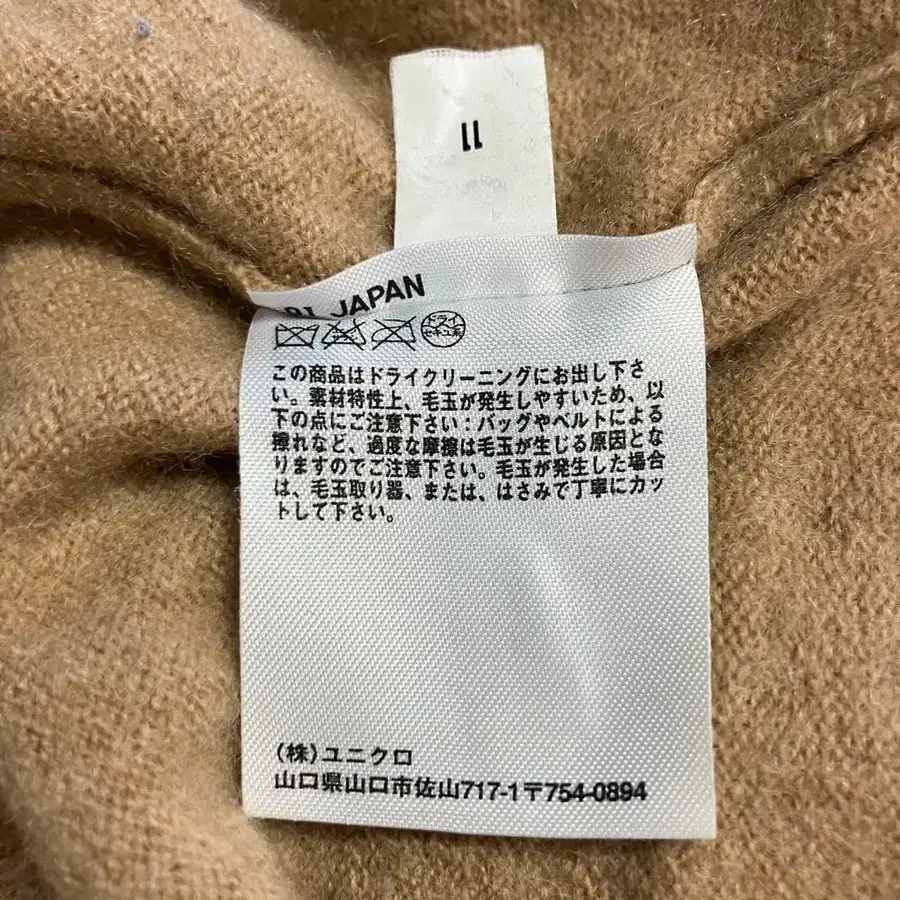 11
JAPAN
ドライ
セキユ系
この商品はドライクリーニングにお出し下さ
い。素材特性上、毛玉が発生しやすいため、以
下の点にご注意下さい：バッグやベルトによる
擦れなど、過度な摩擦は毛玉が生じる原因とな
りますのでご注意下さい。毛玉が発生した場合
は、毛玉取り器、または、はさみで丁寧にカッ
トして下さい。
(株)ユニクロ
山口県山口市佐山717-1〒754-0894